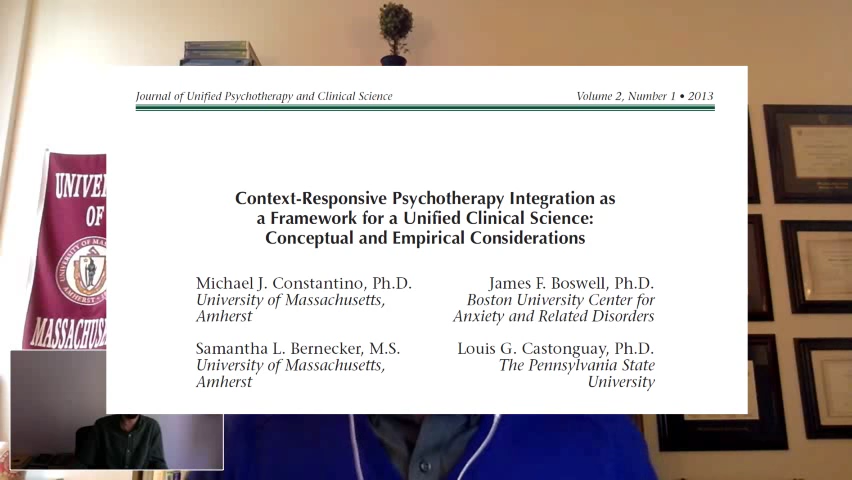 Journal of Unified Psychotherapy and Clinical Science Volume 2, Number 1 • 2013
Context-Responsive Psychotherapy Integration as
a Framework for a Unified Clinical Science:
Conceptual and Empirical Considerations
Michael J. Constantino, Ph.D.
University of Massachusetts,
Amherst
James F. Boswell, Ph.D.
Boston University Center for
Anxiety and Related Disorders
Samantha L. Bernecker, M.S.
University of Massachusetts,
Amherst
Louis G. Castonguay, Ph.D.
The Pennsylvania State
University
UNIVER
OF
MASSACHUS